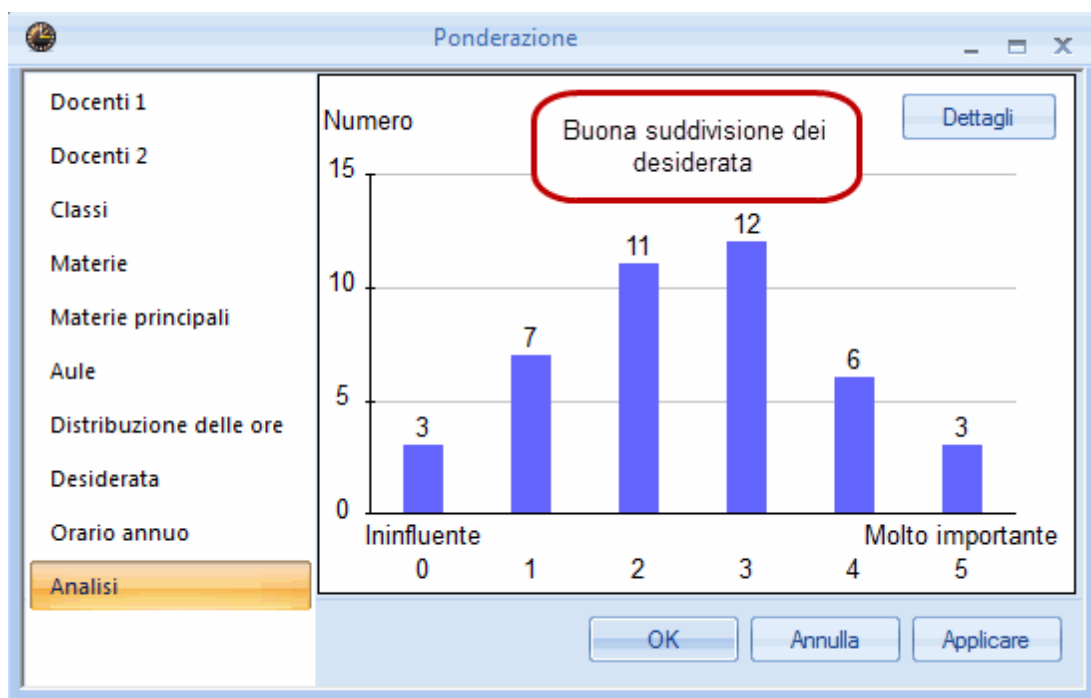 Ponderazione
Docenti 1
Docenti 2
Classi
Materie
Materie principali
Aule
Distribuzione delle ore
Desiderata
Orario annuo
Analisi
Numero
Buona suddivisione dei
desiderata
Dettagli
15
10
5
0
3
7
11
12
6
3
Ininfluente
Molto importante
0 1 2 3 4 5
OK
Annulla
Applicare